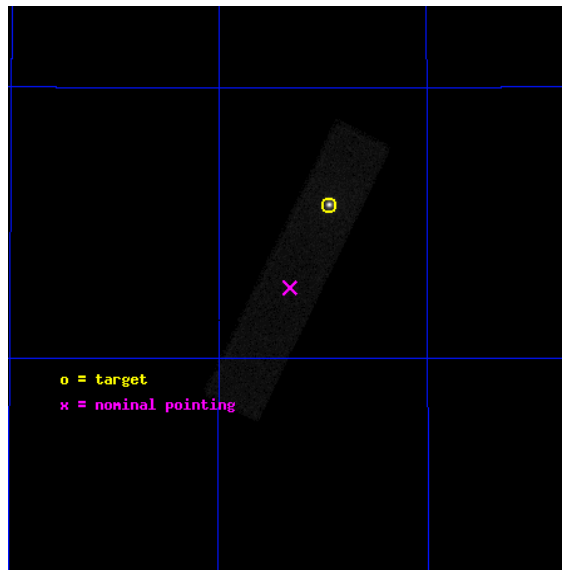 o = target
x = nominal pointing